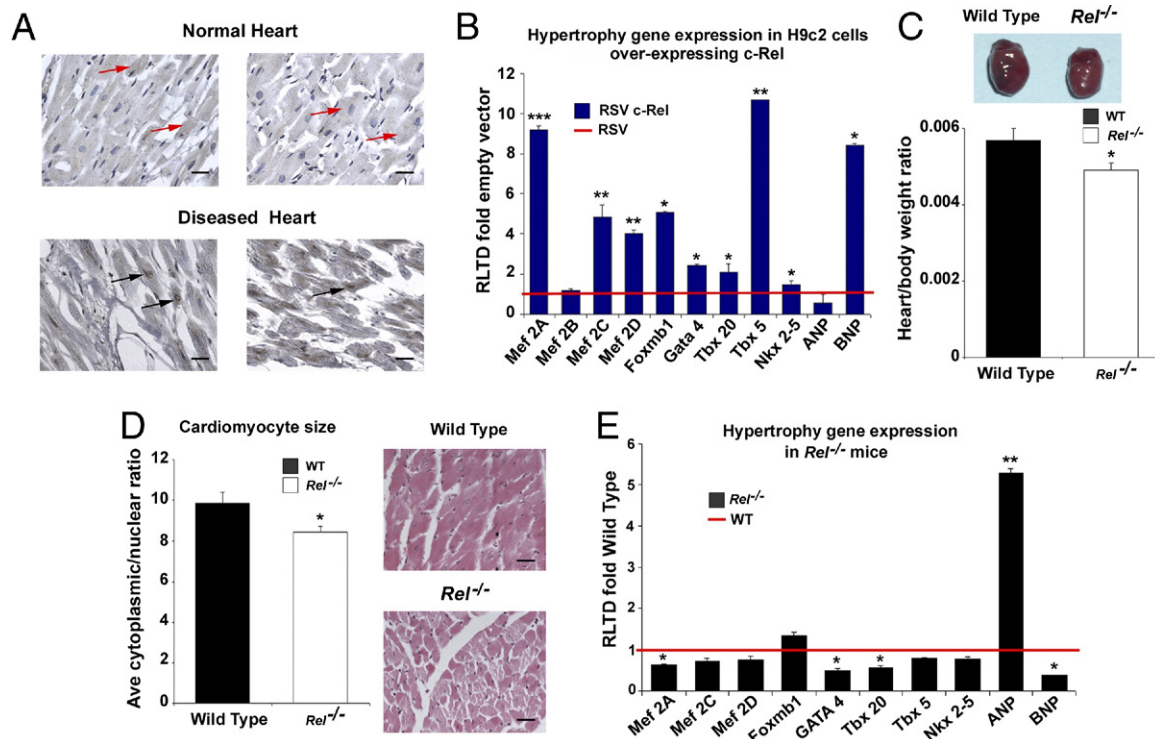 A
Normal Heart
Diseased Heart
B
Hypertrophy gene expression in H9c2 cells
over-expressing c-Rel
RLTD fold empty vector
12
10
8
6
4
2
0
RSV c-Rel
RSV
***
**
**
*
*
*
**
*
*
Mef 2A
Mef 2B
Mef 2C
Mef 2D
Foxmb1
Gata 4
Tbx 20
Tbx 5
Nkx 2-5
ANP
BNP
C
Wild Type Rel-/-
WT
Rel-/-
Heart/body weight ratio
0.006
0.004
0.002
0
*
Wild Type Rel-/-
D
Cardiomyocyte size
WT
Rel-/-
Ave cytoplasmic/nuclear ratio
12
10
8
6
4
2
0
*
Wild Type Rel-/-
Wild Type
Rel-/-
E
Hypertrophy gene expression
in Rel-/- mice
Rel-/-
WT
RLTD fold Wild Type
6
5
4
3
2
1
0
*
*
*
**
*
Mef 2A
Mef 2C
Mef 2D
Foxmb1
GATA 4
Tbx 20
Tbx 5
Nkx 2-5
ANP
BNP